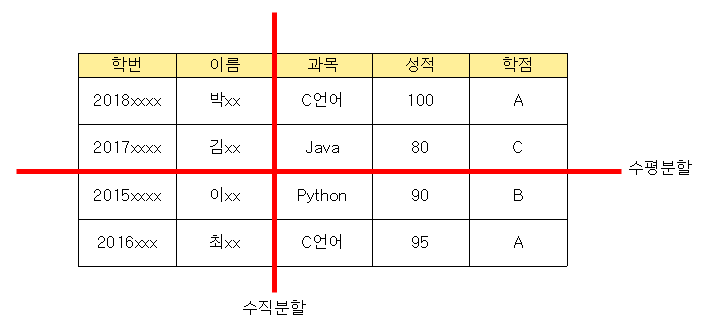 학번 이름 과목 성적 학점
2018xxxx 박xx C언어 100 A
2017xxxx 김xx Java 80 C
수평분할
2015xxxx 이xx Python 90 B
2016xxx 최xx C언어 95 A
수직분할